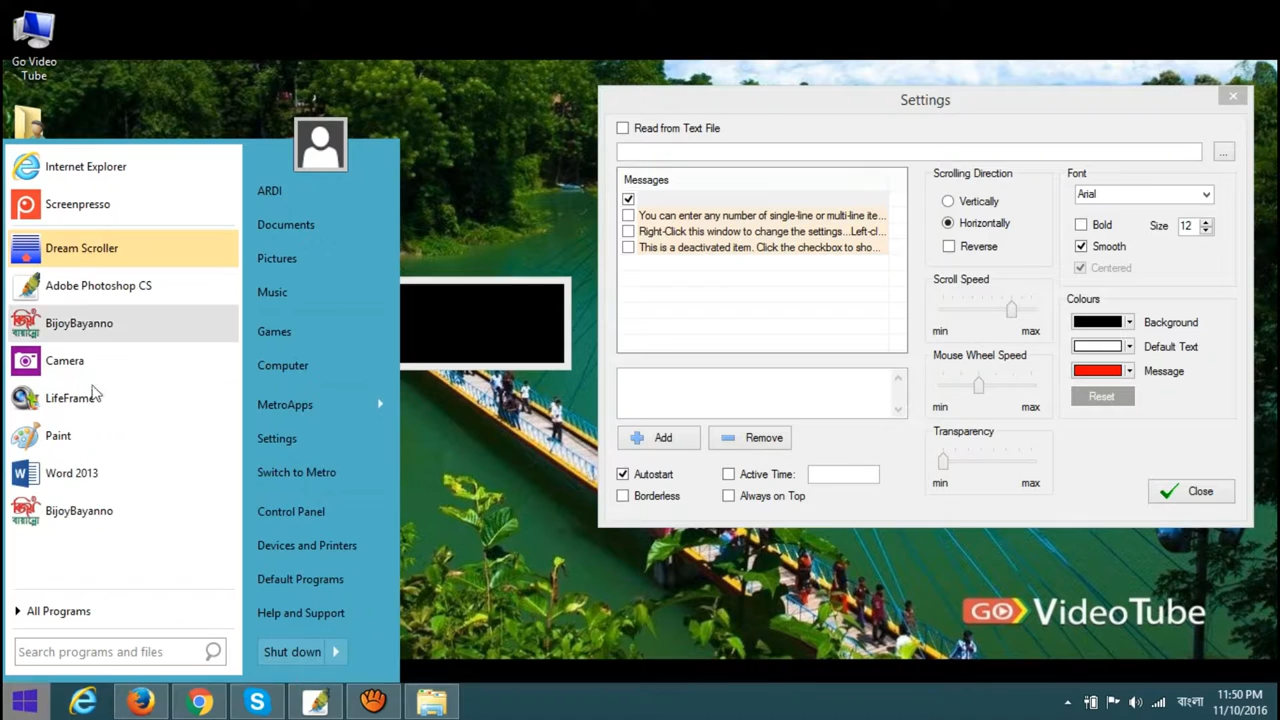 Go Video
Tube
Internet Explorer
Screenpresso
Dream Scroller
Adobe Photoshop CS
BijoyBayanno
Camera
LifeFrame
Paint
Word 2013
BijoyBayanno
All Programs
Search programs and files
ARDI
Documents
Pictures
Music
Games
Computer
MetroApps
Settings
Switch to Metro
Control Panel
Devices and Printers
Default Programs
Help and Support
Shut down
Settings
Read from Text File
...
Messages
You can enter any number of single-line or multi-line ite...
Right-Click this window to change the settings...Left-cl...
This is a deactivated item. Click the checkbox to sho...
Add
Remove
Autostart
Active Time:
Borderless
Always on Top
Scrolling Direction
Vertically
Horizontally
Reverse
Scroll Speed
min max
Mouse Wheel Speed
min max
Transparency
min max
Font
Arial
Bold
Size 12
Smooth
Centered
Colours
Background
Default Text
Message
Reset
Close
GO VideoTube
বাংলা
11:50 PM
11/10/2016